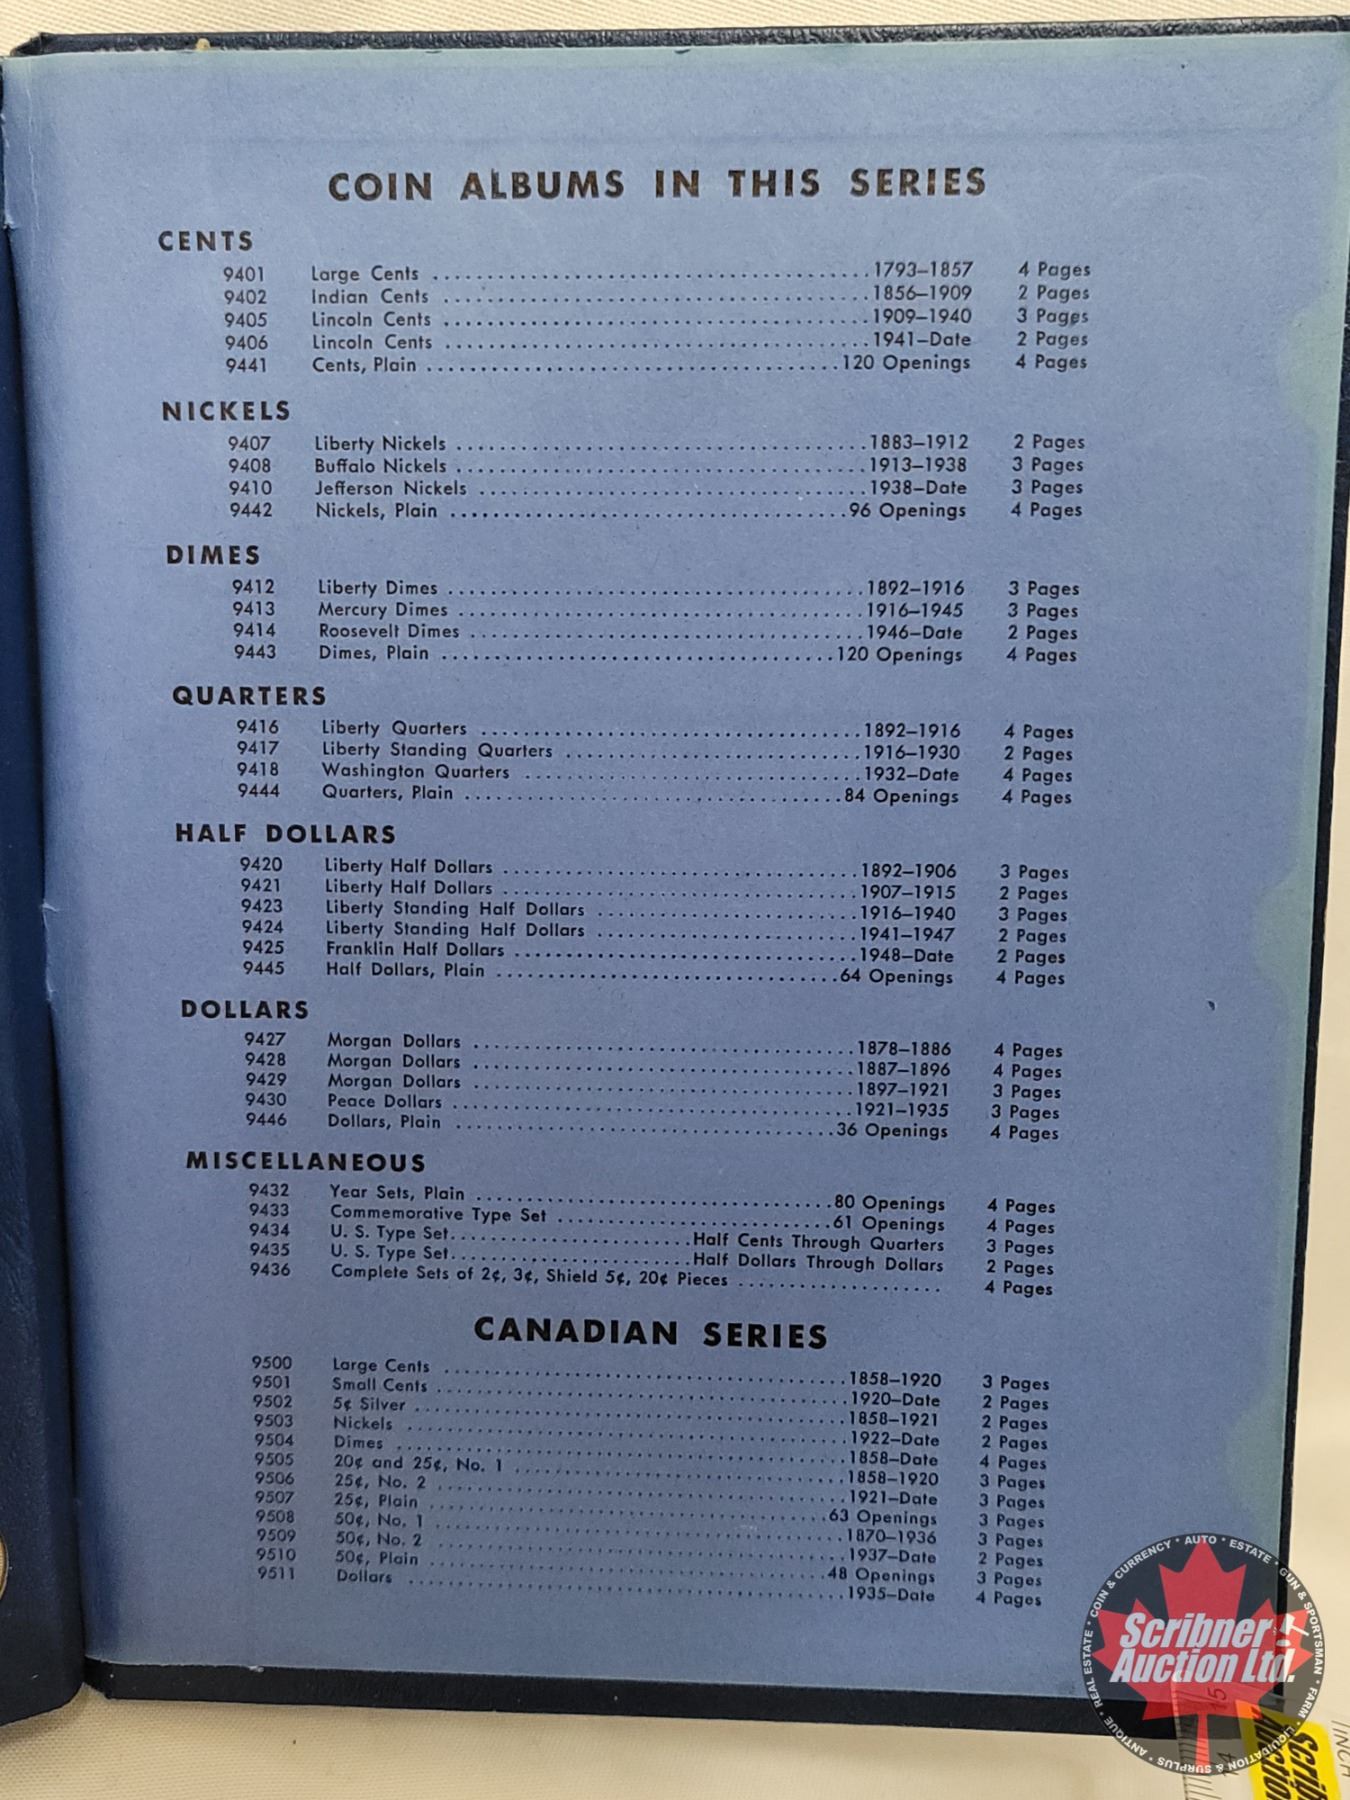 COIN ALBUMS IN THIS SERIES
CENTS
9401 Large Cents 1793–1857 4 Pages
9402 Indian Cents 1856–1909 2 Pages
9405 Lincoln Cents 1909–1940 3 Pages
9406 Lincoln Cents 1941–Date 2 Pages
9441 Cents, Plain 120 Openings 4 Pages
NICKELS
9407 Liberty Nickels 1883–1912 2 Pages
9408 Buffalo Nickels 1913–1938 3 Pages
9410 Jefferson Nickels 1938–Date 3 Pages
9442 Nickels, Plain 96 Openings 4 Pages
DIMES
9412 Liberty Dimes 1892–1916 3 Pages
9413 Mercury Dimes 1916–1945 3 Pages
9414 Roosevelt Dimes 1946–Date 2 Pages
9443 Dimes, Plain 120 Openings 4 Pages
QUARTERS
9416 Liberty Quarters 1892–1916 4 Pages
9417 Liberty Standing Quarters 1916–1930 2 Pages
9418 Washington Quarters 1932–Date 4 Pages
9444 Quarters, Plain 84 Openings 4 Pages
HALF DOLLARS
9420 Liberty Half Dollars 1892–1906 3 Pages
9421 Liberty Half Dollars 1907–1915 2 Pages
9423 Liberty Standing Half Dollars 1916–1940 3 Pages
9424 Liberty Standing Half Dollars 1941–1947 2 Pages
9425 Franklin Half Dollars 1948–Date 2 Pages
9445 Half Dollars, Plain 64 Openings 4 Pages
DOLLARS
9427 Morgan Dollars 1878–1886 4 Pages
9428 Morgan Dollars 1887–1896 4 Pages
9429 Morgan Dollars 1897–1921 3 Pages
9430 Peace Dollars 1921–1935 3 Pages
9446 Dollars, Plain 36 Openings 4 Pages
MISCELLANEOUS
9432 Year Sets, Plain 80 Openings 4 Pages
9433 Commemorative Type Set 61 Openings 4 Pages
9434 U. S. Type Set Half Cents Through Quarters 3 Pages
9435 U. S. Type Set Half Dollars Through Dollars 2 Pages
9436 Complete Sets of 2¢, 3¢, Shield 5¢, 20¢ Pieces 4 Pages
CANADIAN SERIES
9500 Large Cents 1858–1920 3 Pages
9501 Small Cents 1920–Date 2 Pages
9502 5¢ Silver 1858–1921 2 Pages
9503 Nickels 1922–Date 2 Pages
9504 Dimes 1858–Date 4 Pages
9505 20¢ and 25¢, No. 1 1858–1920 3 Pages
9506 25¢, No. 2 1921–Date 3 Pages
9507 25¢, Plain 63 Openings 3 Pages
9508 50¢, No. 1 1870–1936 3 Pages
9509 50¢, No. 2 1937–Date 2 Pages
9510 50¢, Plain 48 Openings 3 Pages
9511 Dollars 1935–Date 4 Pages
REAL ESTATE • COIN & CURRENCY • AUTO • ESTATE • GUN & SPORTSMAN • FARM • LIQUIDATION & SURPLUS • ANTIQUE
Scribner
Auction Ltd.
15
14
INCH